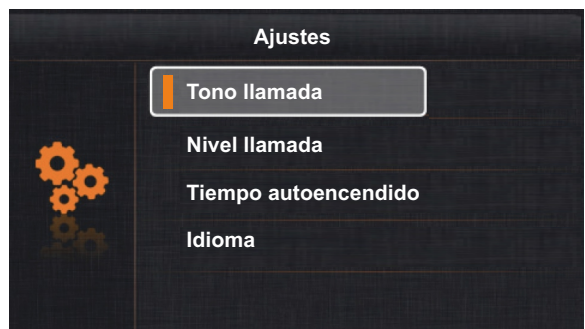 Ajustes
Tono llamada
Nivel llamada
Tiempo autoencendido
Idioma